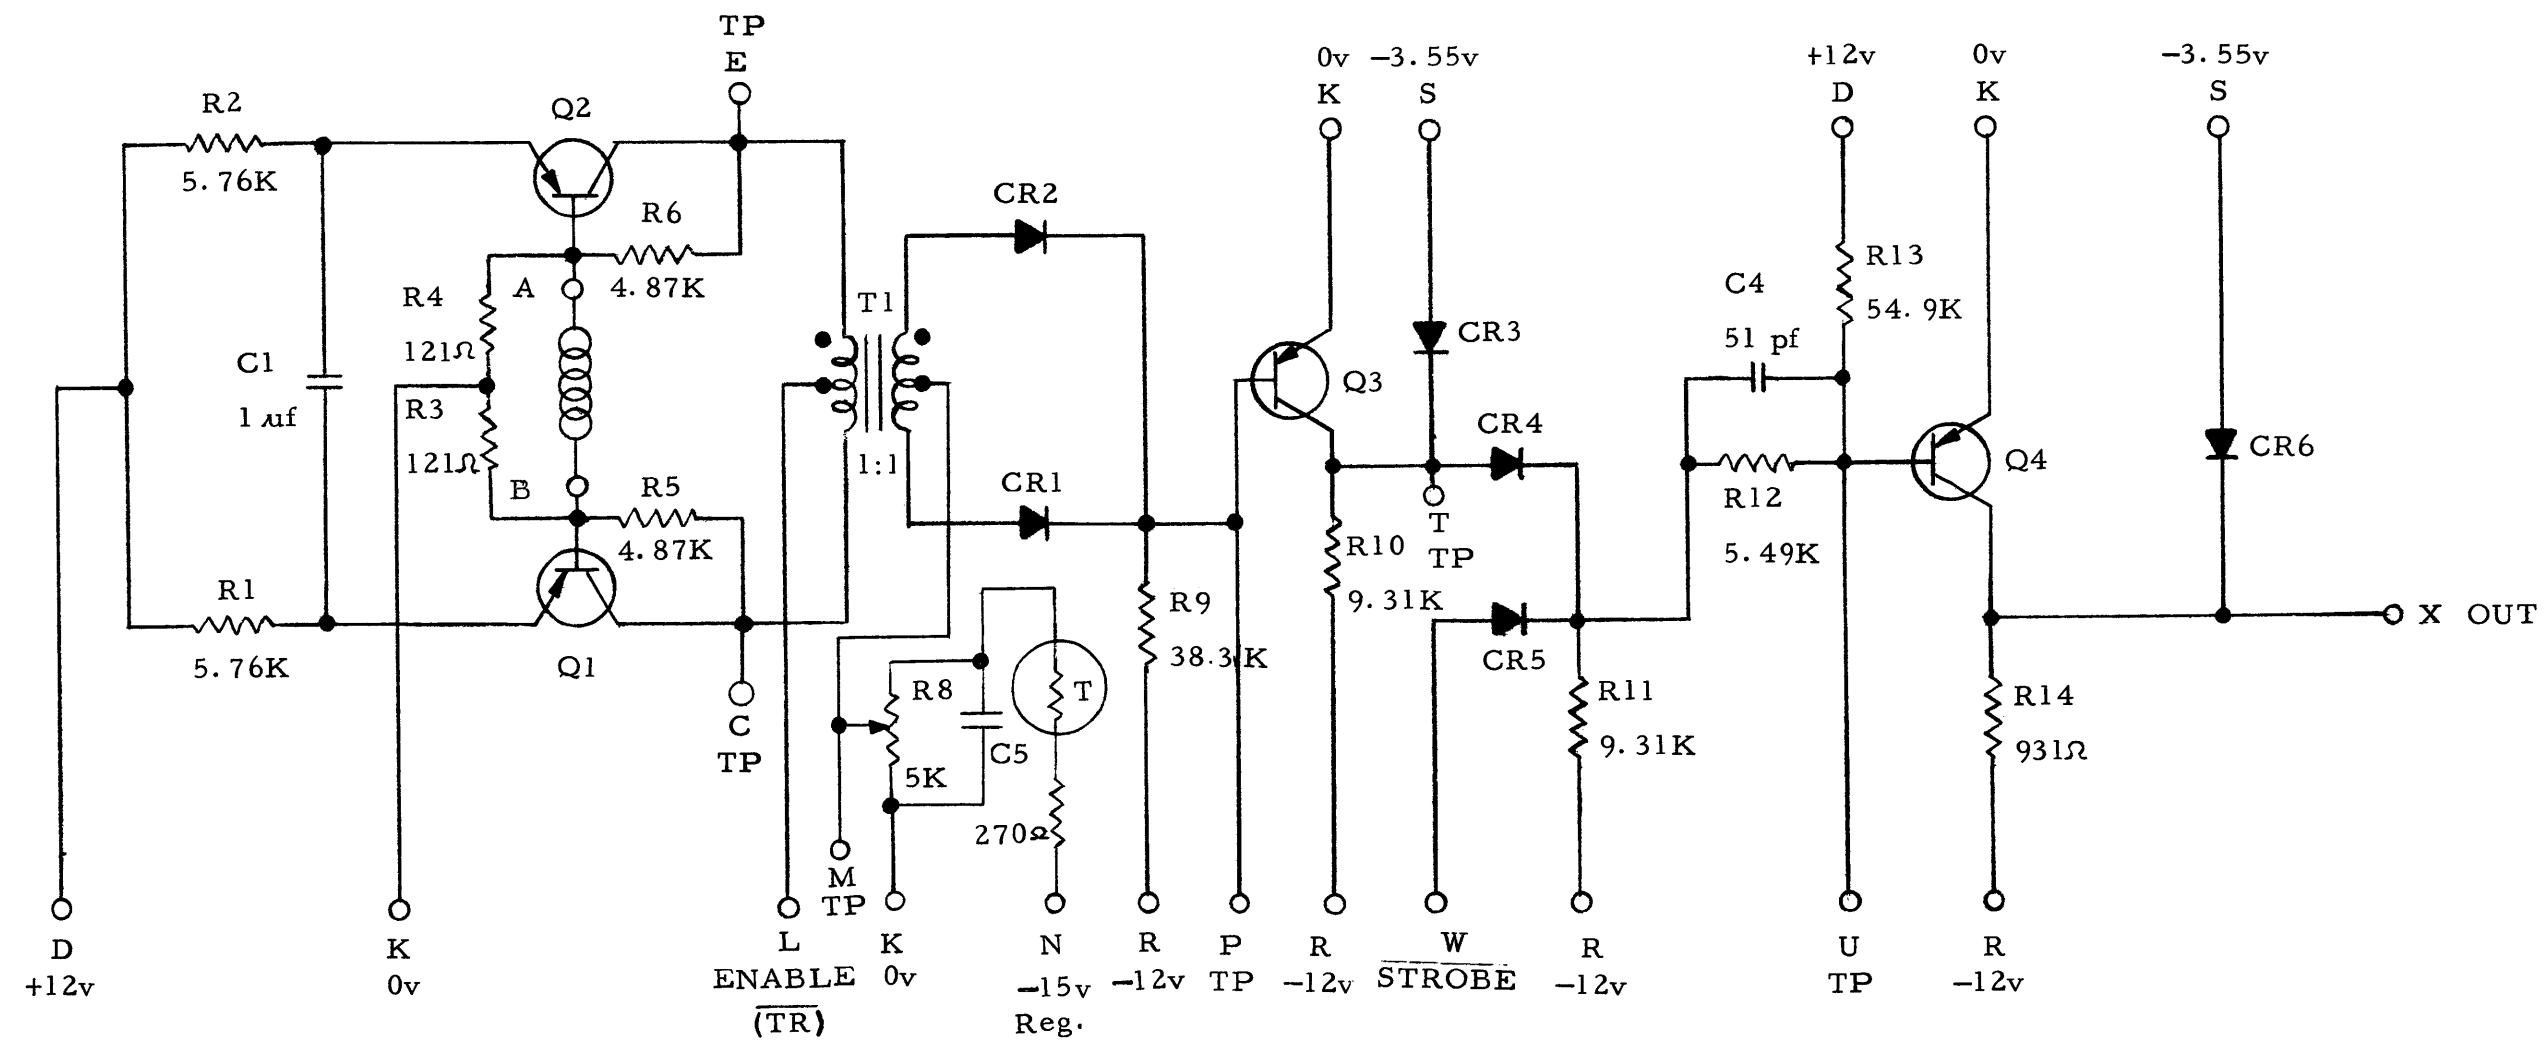 TP
E
0v
K
−3.55v
S
+12v
D
0v
K
−3.55v
S
R2
5.76K
Q2
CR2
R6
4.87K
A
R4
121Ω
R3
121Ω
B
C1
1 µf
T1
1:1
R13
54.9K
C4
51 pf
CR3
Q3
CR4
CR6
Q4
CR1
R5
4.87K
R12
5.49K
T
TP
R10
9.31K
R1
5.76K
Q1
R9
38.3K
CR5
X OUT
R8
5K
T
C5
270Ω
C
TP
R11
9.31K
R14
931Ω
M
TP
D
+12v
K
0v
L
ENABLE
(TR)
K
0v
N
−15v
Reg.
R
−12v
P
TP
R
−12v
W
STROBE
R
−12v
U
TP
R
−12v